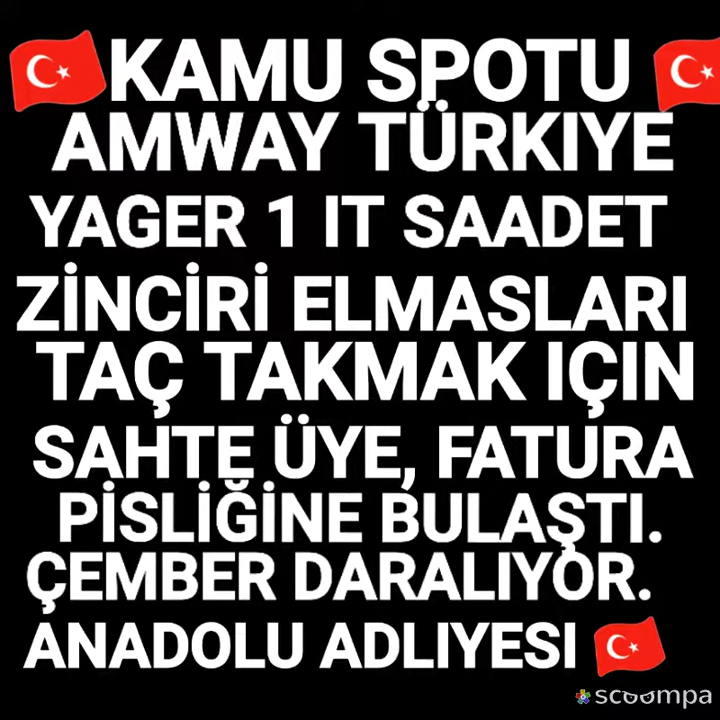 KAMU SPOTU
AMWAY TÜRKIYE
YAGER 1 IT SAADET
ZİNCİRİ ELMASLARI
TAÇ TAKMAK IÇIN
SAHTE ÜYE, FATURA
PİSLİĞİNE BULAŞTI.
ÇEMBER DARALIYOR.
ANADOLU ADLIYESI
scoompa